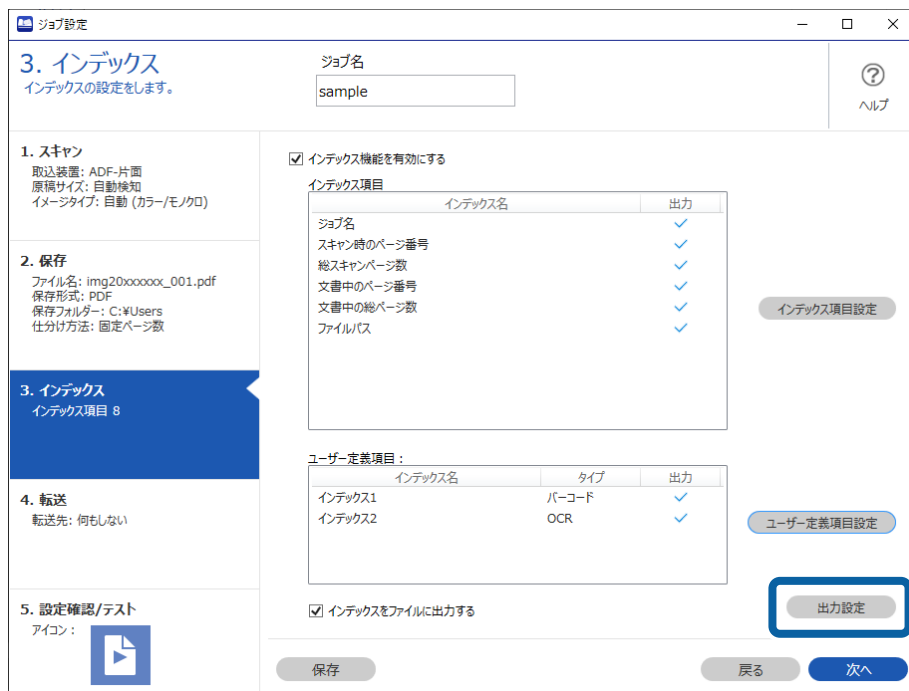 ジョブ設定
3. インデックス
インデックスの設定をします。
ジョブ名
sample
ヘルプ
1. スキャン
取込装置: ADF-片面
原稿サイズ: 自動検知
イメージタイプ: 自動 (カラー/モノクロ)
2. 保存
ファイル名: img20xxxxxx_001.pdf
保存形式: PDF
保存フォルダー: C:¥Users
仕分け方法: 固定ページ数
3. インデックス
インデックス項目 8
4. 転送
転送先: 何もしない
5. 設定確認/テスト
アイコン :
インデックス機能を有効にする
インデックス項目
インデックス名 出力
ジョブ名
スキャン時のページ番号
総スキャンページ数
文書中のページ番号
文書中の総ページ数
ファイルパス
インデックス項目設定
ユーザー定義項目 :
インデックス名 タイプ 出力
インデックス1 バーコード
インデックス2 OCR
ユーザー定義項目設定
インデックスをファイルに出力する
出力設定
保存
戻る
次へ